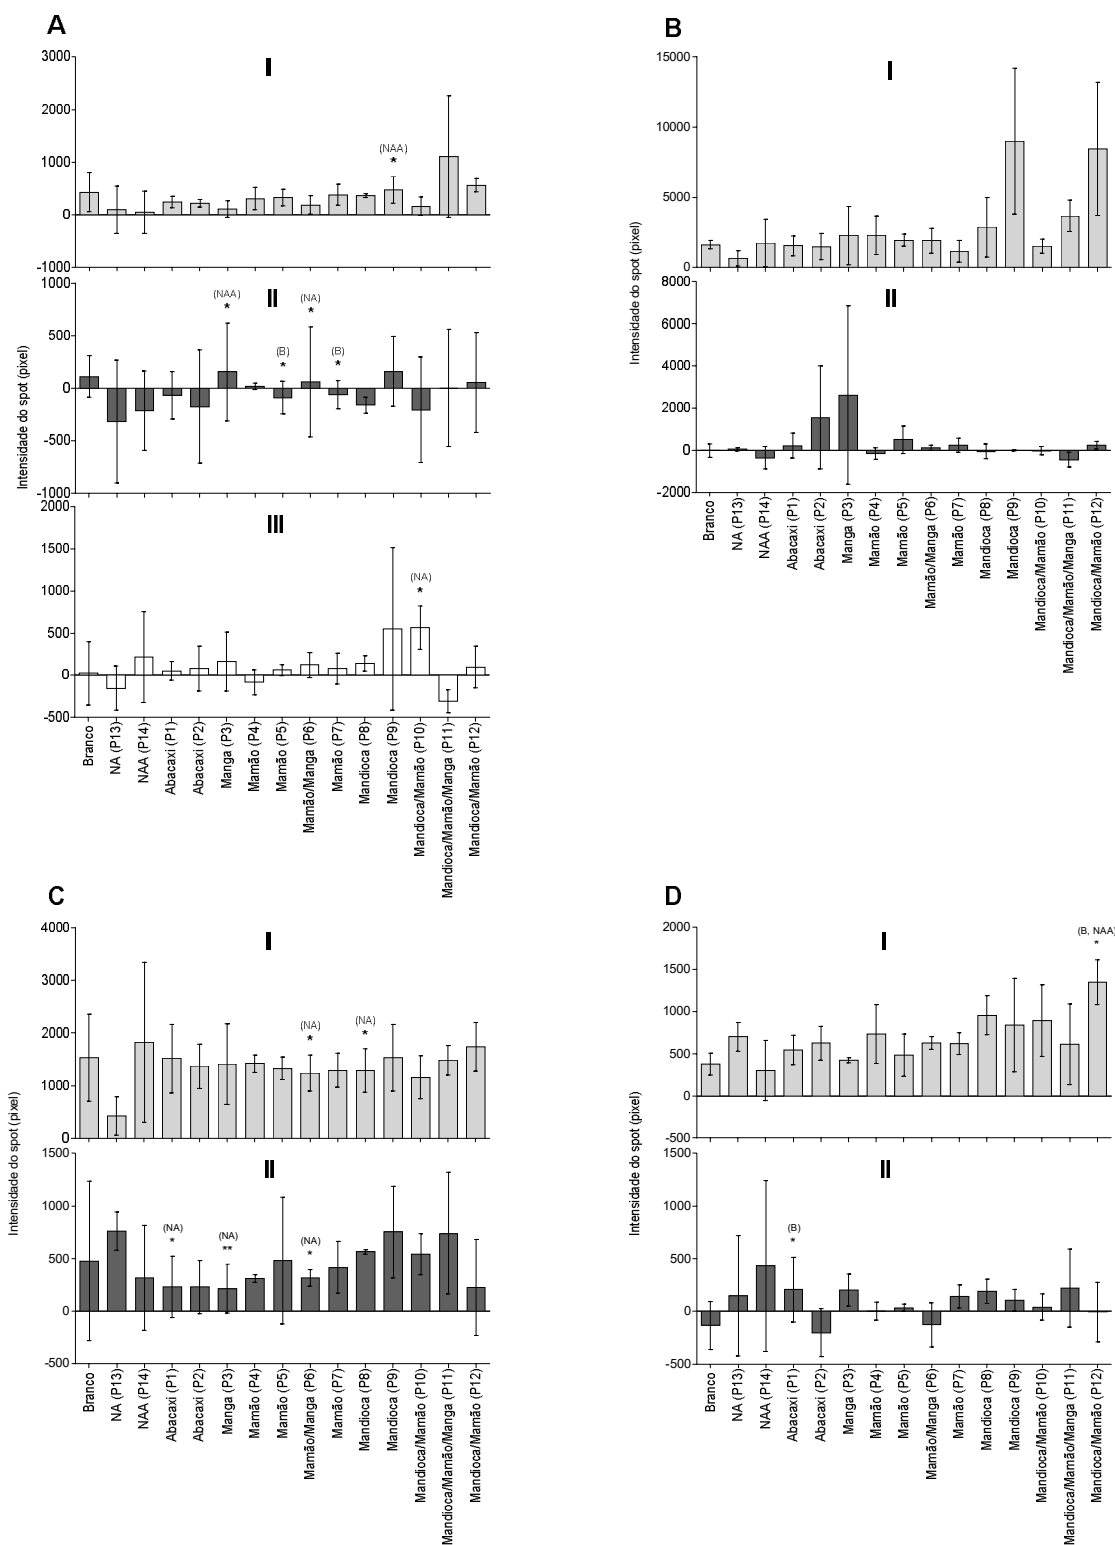 A
I
3000
2000
1000
0
-1000
(NAA)
*
II
1000
500
0
-500
-1000
(NAA)
*
(B)
*
(NA)
*
(B)
*
III
2000
1500
1000
500
0
-500
(NA)
*
Intensidade do spot (pixel)
Branco
NA (P13)
NAA (P14)
Abacaxi (P1)
Abacaxi (P2)
Manga (P3)
Mamão (P4)
Mamão (P5)
Mamão/Manga (P6)
Mamão (P7)
Mandioca (P8)
Mandioca (P9)
Mandioca/Mamão (P10)
Mandioca/Mamão/Manga (P11)
Mandioca/Mamão (P12)
B
I
15000
10000
5000
0
II
8000
6000
4000
2000
0
-2000
Intensidade do spot (pixel)
Branco
NA (P13)
NAA (P14)
Abacaxi (P1)
Abacaxi (P2)
Manga (P3)
Mamão (P4)
Mamão (P5)
Mamão/Manga (P6)
Mamão (P7)
Mandioca (P8)
Mandioca (P9)
Mandioca/Mamão (P10)
Mandioca/Mamão/Manga (P11)
Mandioca/Mamão (P12)
C
I
4000
3000
2000
1000
0
(NA)
*
(NA)
*
II
1500
1000
500
0
-500
(NA)
*
(NA)
**
(NA)
*
Intensidade do spot (pixel)
Branco
NA (P13)
NAA (P14)
Abacaxi (P1)
Abacaxi (P2)
Manga (P3)
Mamão (P4)
Mamão (P5)
Mamão/Manga (P6)
Mamão (P7)
Mandioca (P8)
Mandioca (P9)
Mandioca/Mamão (P10)
Mandioca/Mamão/Manga (P11)
Mandioca/Mamão (P12)
D
I
2000
1500
1000
500
0
-500
(B, NAA)
*
II
1500
1000
500
0
-500
(B)
*
Intensidade do spot (pixel)
Branco
NA (P13)
NAA (P14)
Abacaxi (P1)
Abacaxi (P2)
Manga (P3)
Mamão (P4)
Mamão (P5)
Mamão/Manga (P6)
Mamão (P7)
Mandioca (P8)
Mandioca (P9)
Mandioca/Mamão (P10)
Mandioca/Mamão/Manga (P11)
Mandioca/Mamão (P12)